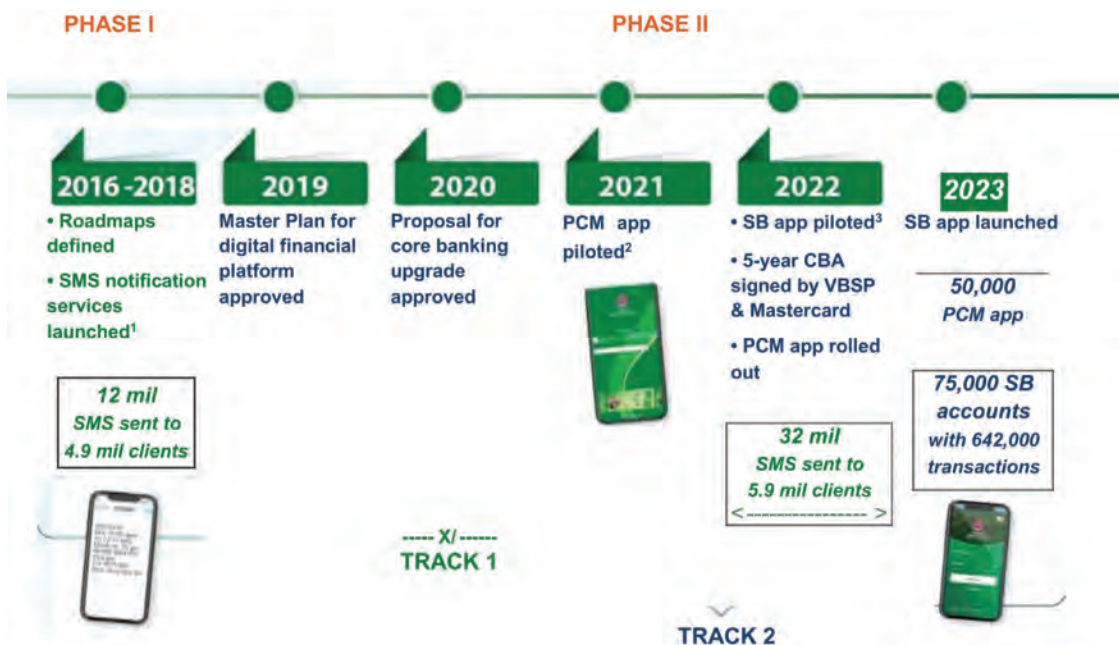 PHASE I
PHASE II
2016-2018
2019
2020
2021
2022
2023
• Roadmaps
defined
• SMS notification
services
launched¹
12 mil
SMS sent to
4.9 mil clients
Master Plan for
digital financial
platform
approved
Proposal for
core banking
upgrade
approved
PCM app
piloted²
• SB app piloted³
• 5-year CBA
signed by VBSP
& Mastercard
• PCM app rolled
out
32 mil
SMS sent to
5.9 mil clients
< ---------------- >
SB app launched
50,000
PCM app
75,000 SB
accounts
with 642,000
transactions
----- X/ ------
TRACK 1
TRACK 2